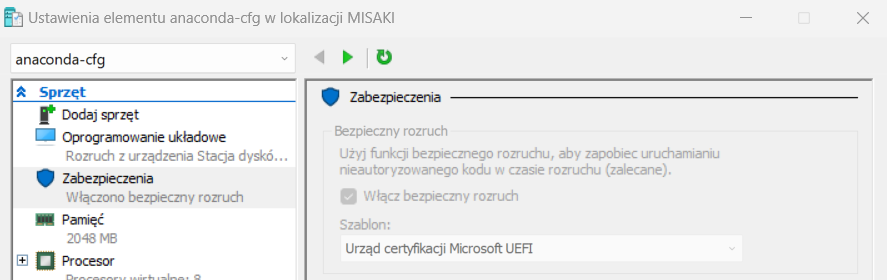 Ustawienia elementu anaconda-cfg w lokalizacji MISAKI
anaconda-cfg
Sprzęt
Dodaj sprzęt
Oprogramowanie układowe
Rozruch z urządzenia Stacja dyskó...
Zabezpieczenia
Włączono bezpieczny rozruch
Pamięć
2048 MB
Procesor
Procesory wirtualne: 8
Zabezpieczenia
Bezpieczny rozruch
Użyj funkcji bezpiecznego rozruchu, aby zapobiec uruchamianiu
nieautoryzowanego kodu w czasie rozruchu (zalecane).
Włącz bezpieczny rozruch
Szablon:
Urząd certyfikacji Microsoft UEFI